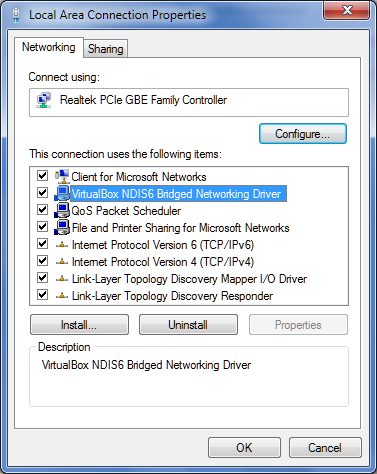 Local Area Connection Properties
Networking
Sharing
Connect using:
Realtek PCIe GBE Family Controller
Configure...
This connection uses the following items:
Client for Microsoft Networks
VirtualBox NDIS6 Bridged Networking Driver
QoS Packet Scheduler
File and Printer Sharing for Microsoft Networks
Internet Protocol Version 6 (TCP/IPv6)
Internet Protocol Version 4 (TCP/IPv4)
Link-Layer Topology Discovery Mapper I/O Driver
Link-Layer Topology Discovery Responder
Install...
Uninstall
Properties
Description
VirtualBox NDIS6 Bridged Networking Driver
OK
Cancel